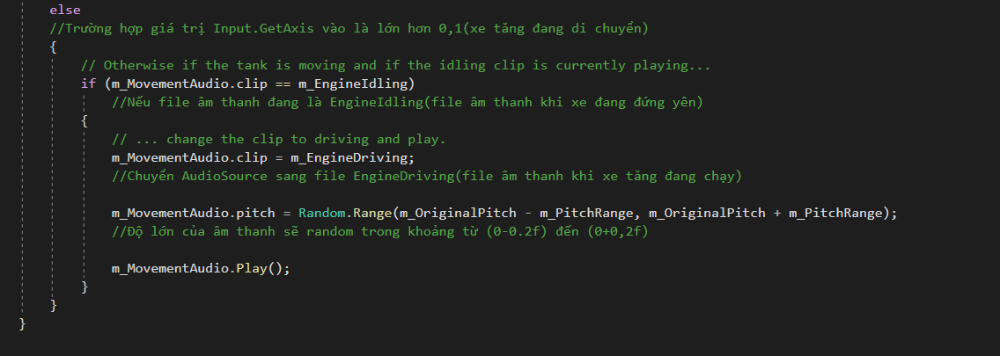 else
//Trường hợp giá trị Input.GetAxis vào là lớn hơn 0,1(xe tăng đang di chuyển)
{
// Otherwise if the tank is moving and if the idling clip is currently playing...
if (m_MovementAudio.clip == m_EngineIdling)
//Nếu file âm thanh đang là EngineIdling(file âm thanh khi xe đang đứng yên)
{
// ... change the clip to driving and play.
m_MovementAudio.clip = m_EngineDriving;
//Chuyển AudioSource sang file EngineDriving(file âm thanh khi xe tăng đang chạy)
m_MovementAudio.pitch = Random.Range(m_OriginalPitch - m_PitchRange, m_OriginalPitch + m_PitchRange);
//Độ lớn của âm thanh sẽ random trong khoảng từ (0-0.2f) đến (0+0,2f)
m_MovementAudio.Play();
}
}
}